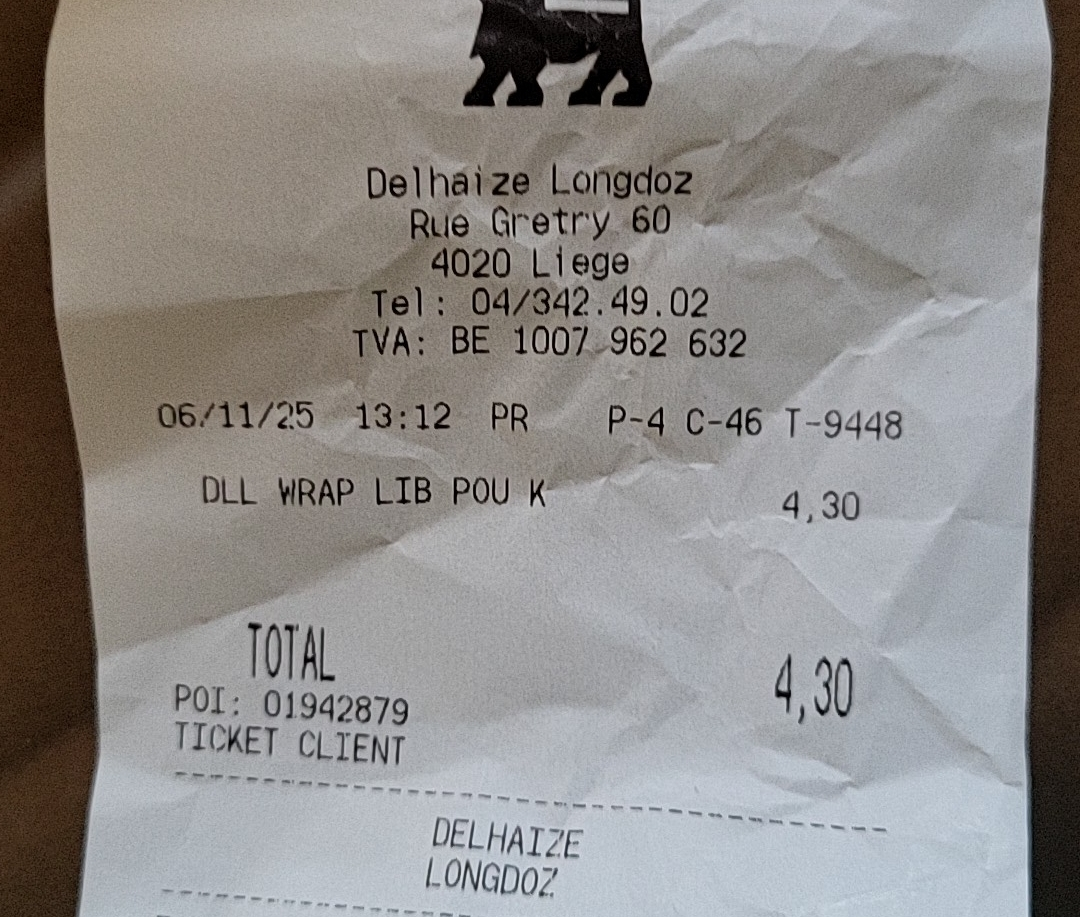 Delhaize Longdoz
Rue Gretry 60
4020 Liege
Tel: 04/342.49.02
TVA: BE 1007 962 632
06/11/25 13:12 PR P-4 C-46 T-9448
DLL WRAP LIB POU K 4,30
TOTAL 4,30
POI: 01942879
TICKET CLIENT
DELHAIZE
LONGDOZ